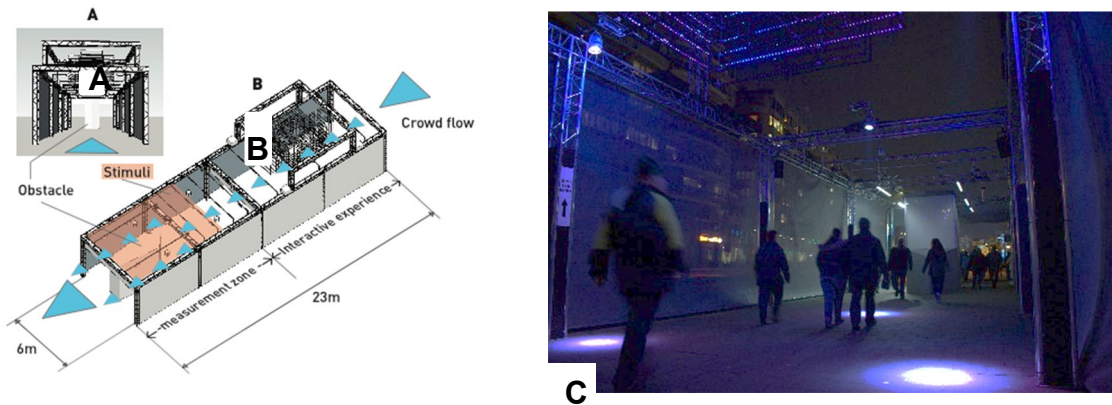 A
A
B
B
Crowd flow
Obstacle
Stimuli
measurement zone
Interactive experience
23m
6m
C